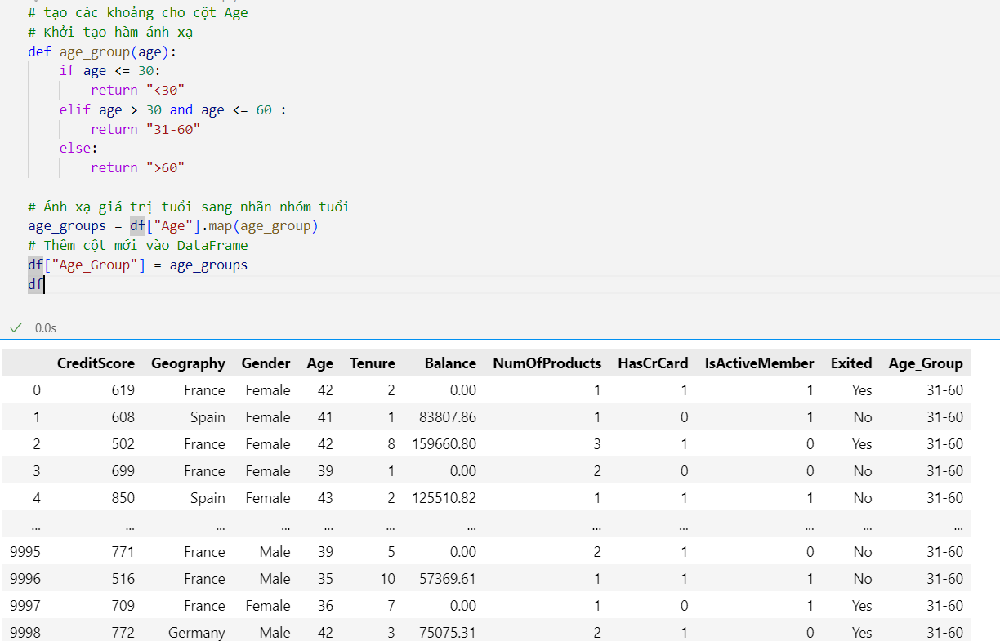 # tạo các khoảng cho cột Age
# Khởi tạo hàm ánh xạ
def age_group(age):
    if age <= 30:
        return "<30"
    elif age > 30 and age <= 60 :
        return "31-60"
    else:
        return ">60"
# Ánh xạ giá trị tuổi sang nhãn nhóm tuổi
age_groups = df["Age"].map(age_group)
# Thêm cột mới vào DataFrame
df["Age_Group"] = age_groups
df
0.0s
CreditScore Geography Gender Age Tenure Balance NumOfProducts HasCrCard IsActiveMember Exited Age_Group
0 619 France Female 42 2 0.00 1 1 1 Yes 31-60
1 608 Spain Female 41 1 83807.86 1 0 1 No 31-60
2 502 France Female 42 8 159660.80 3 1 0 Yes 31-60
3 699 France Female 39 1 0.00 2 0 0 No 31-60
4 850 Spain Female 43 2 125510.82 1 1 1 No 31-60
... ... ... ... ... ... ... ... ... ... ... ...
9995 771 France Male 39 5 0.00 2 1 0 No 31-60
9996 516 France Male 35 10 57369.61 1 1 1 No 31-60
9997 709 France Female 36 7 0.00 1 0 1 Yes 31-60
9998 772 Germany Male 42 3 75075.31 2 1 0 Yes 31-60